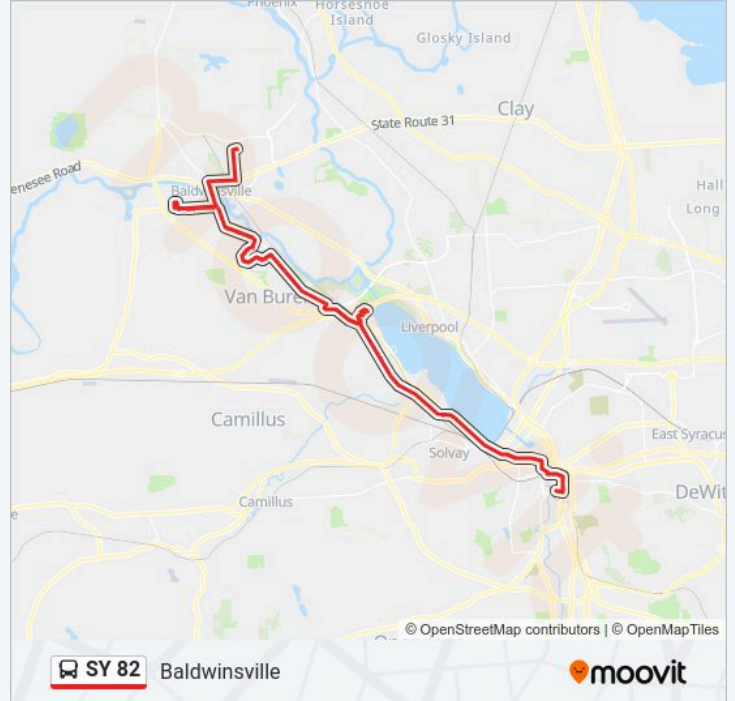 Phoenix
Horseshoe
Island
Glosky Island
Clay
State Route 31
enesee Road
Baldwinsville
Hall
Long
Van Buren
Liverpool
Camillus
East Syracus
Solvay
DeWit
Camillus
e
© OpenStreetMap contributors | © OpenMapTiles
SY 82
Baldwinsville
moovit